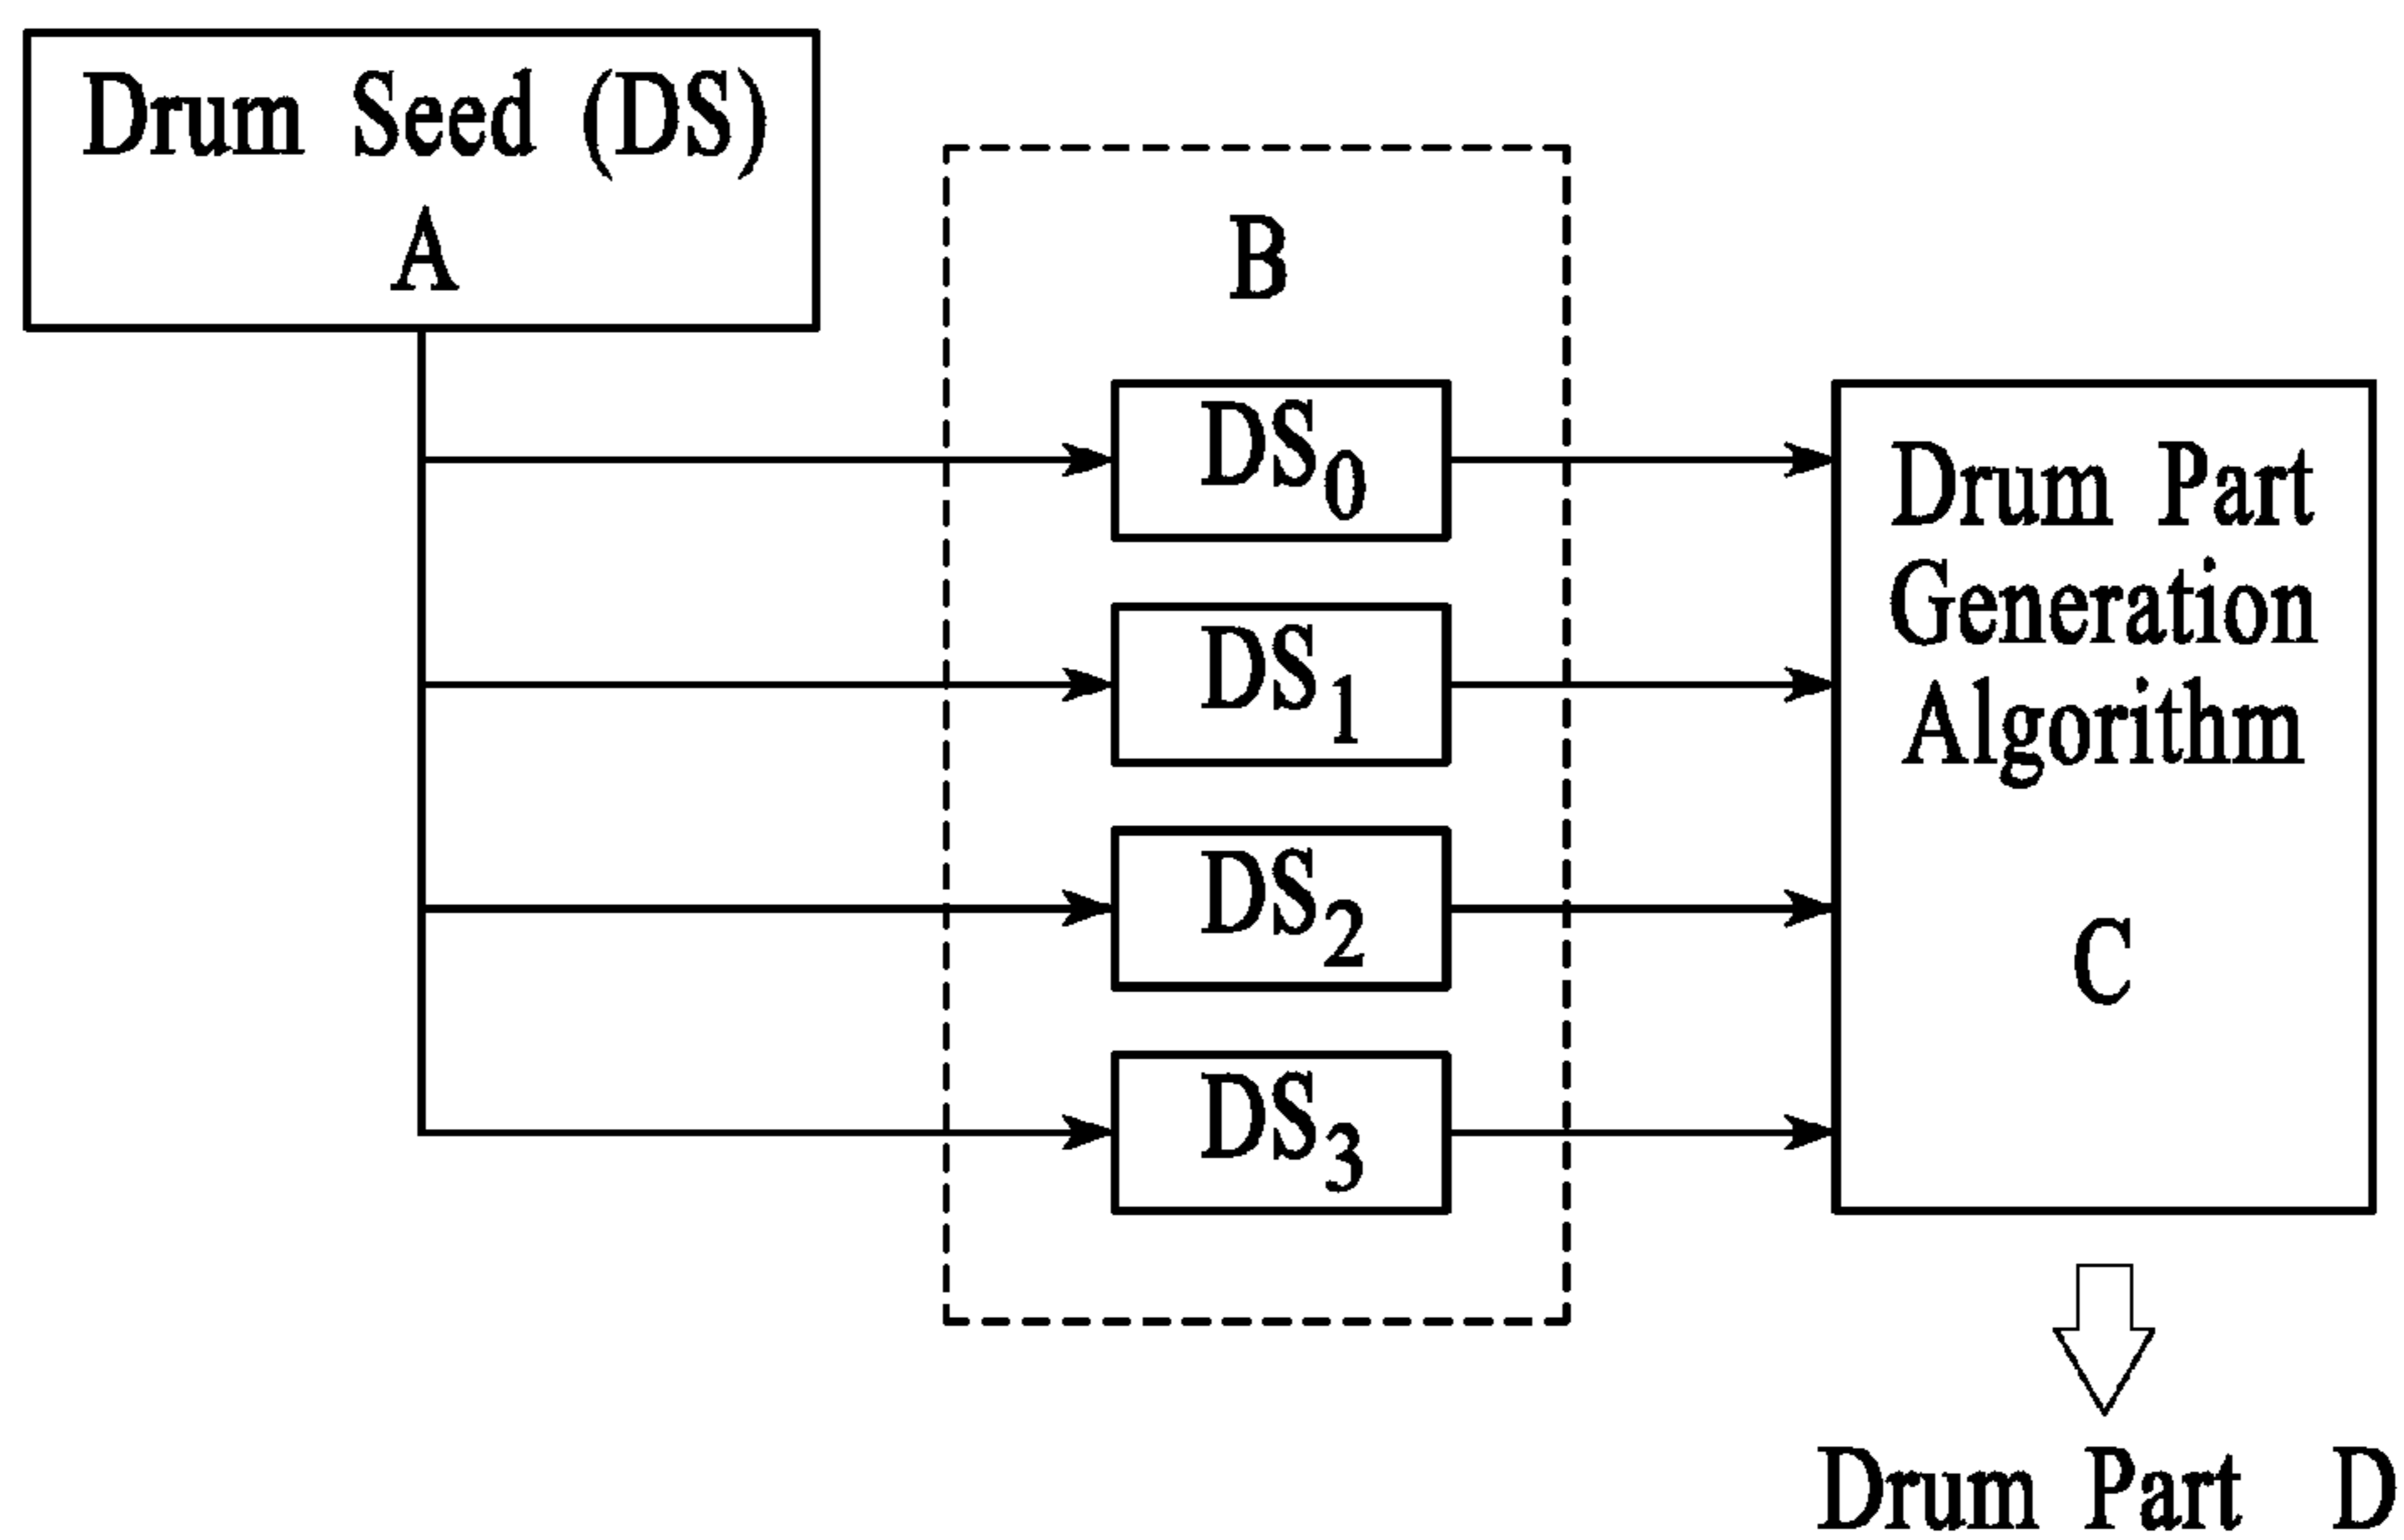 Drum Seed (DS)
A
B
DS₀
DS₁
DS₂
DS₃
Drum Part
Generation
Algorithm
C
Drum Part D